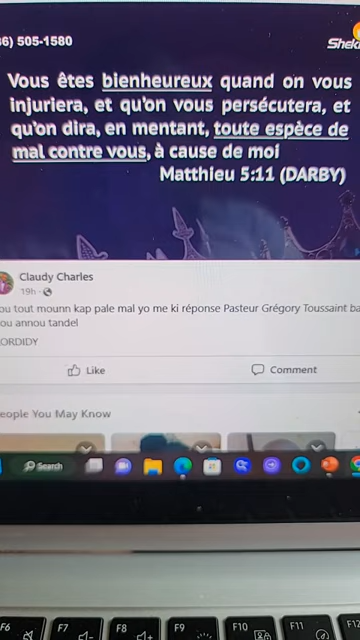 6) 505-1580
Shek
Vous êtes bienheureux quand on vous
injuriera, et qu'on vous persécutera, et
qu'on dira, en mentant, toute espèce de
mal contre vous, à cause de moi
Matthieu 5:11 (DARBY)
Claudy Charles
19h
ou tout mounn kap pale mal yo me ki réponse Pasteur Grégory Toussaint ba
ou annou tandel
ORDIDY
Like
Comment
eople You May Know
Search
F6
F7
F8
F9
F10
F11
F12